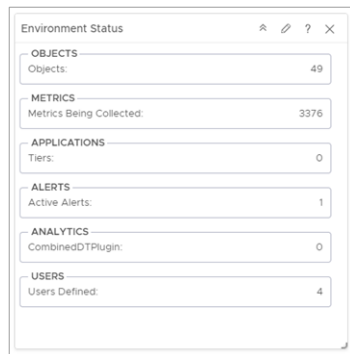 Environment Status
OBJECTS
Objects: 49
METRICS
Metrics Being Collected: 3376
APPLICATIONS
Tiers: 0
ALERTS
Active Alerts: 1
ANALYTICS
CombinedDTPlugin: 0
USERS
Users Defined: 4